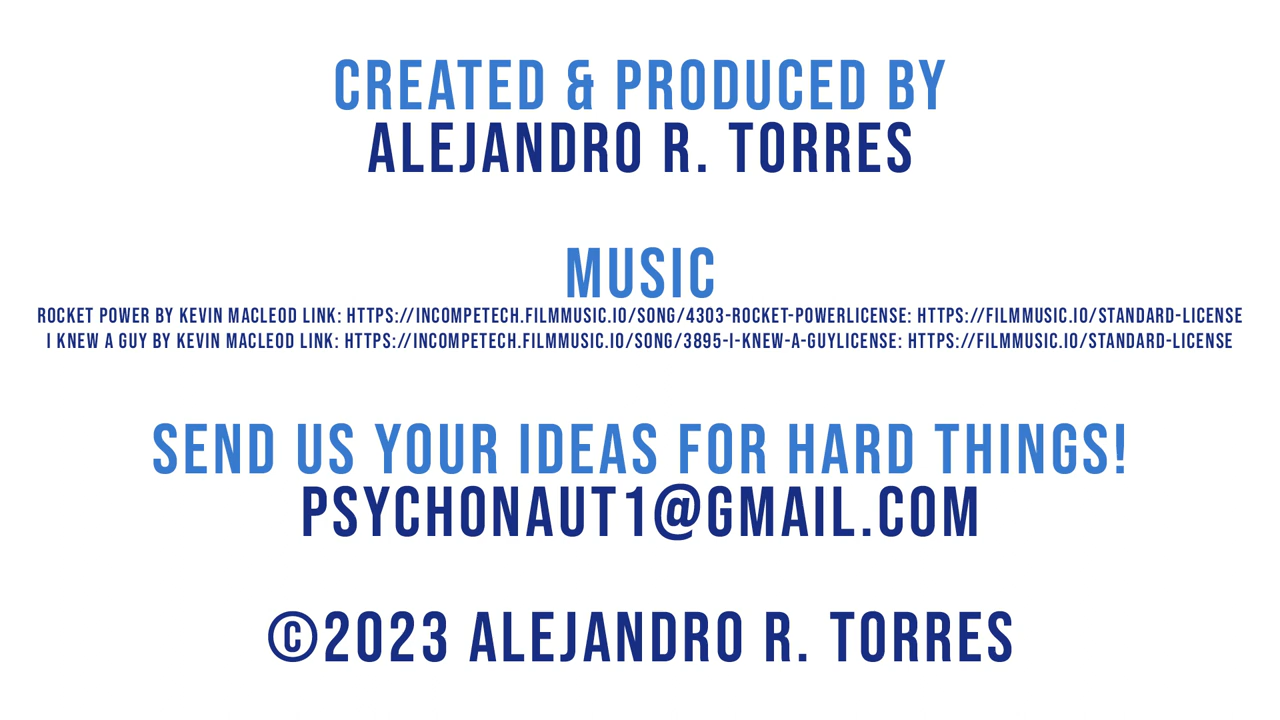 CREATED & PRODUCED BY
ALEJANDRO R. TORRES
MUSIC
ROCKET POWER BY KEVIN MACLEOD LINK: HTTPS://INCOMPETECH.FILMMUSIC.IO/SONG/4303-ROCKET-POWERLICENSE: HTTPS://FILMMUSIC.IO/STANDARD-LICENSE
I KNEW A GUY BY KEVIN MACLEOD LINK: HTTPS://INCOMPETECH.FILMMUSIC.IO/SONG/3895-I-KNEW-A-GUYLICENSE: HTTPS://FILMMUSIC.IO/STANDARD-LICENSE
SEND US YOUR IDEAS FOR HARD THINGS!
PSYCHONAUT1@GMAIL.COM
©2023 ALEJANDRO R. TORRES